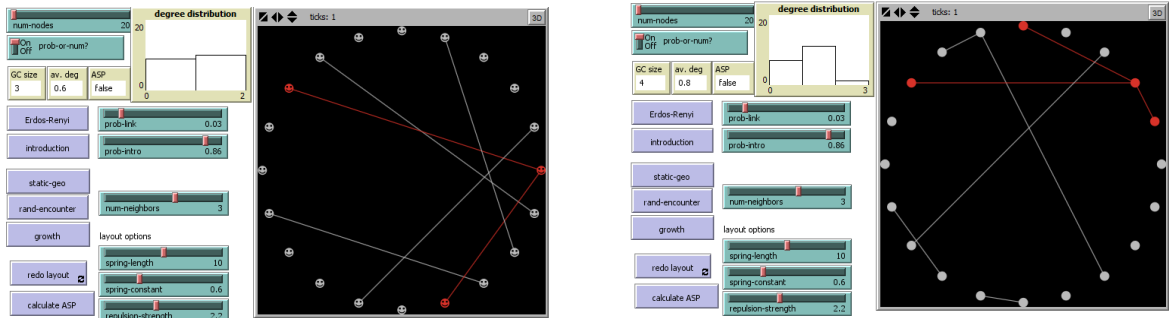 num-nodes 20
On
Off prob-or-num?
GC size av. deg ASP
3 0.6 false
degree distribution
20
0
0 2
Erdos-Renyi
prob-link 0.03
introduction
prob-intro 0.86
static-geo
rand-encounter
num-neighbors 3
growth
layout options
spring-length 10
redo layout
spring-constant 0.6
calculate ASP
repulsion-strength 2.2
ticks: 1 3D
num-nodes 20
On
Off prob-or-num?
GC size av. deg ASP
4 0.8 false
degree distribution
20
0
0 3
Erdos-Renyi
prob-link 0.03
introduction
prob-intro 0.86
static-geo
rand-encounter
num-neighbors 3
growth
layout options
spring-length 10
redo layout
spring-constant 0.6
calculate ASP
repulsion-strength 2.2
ticks: 1 3D